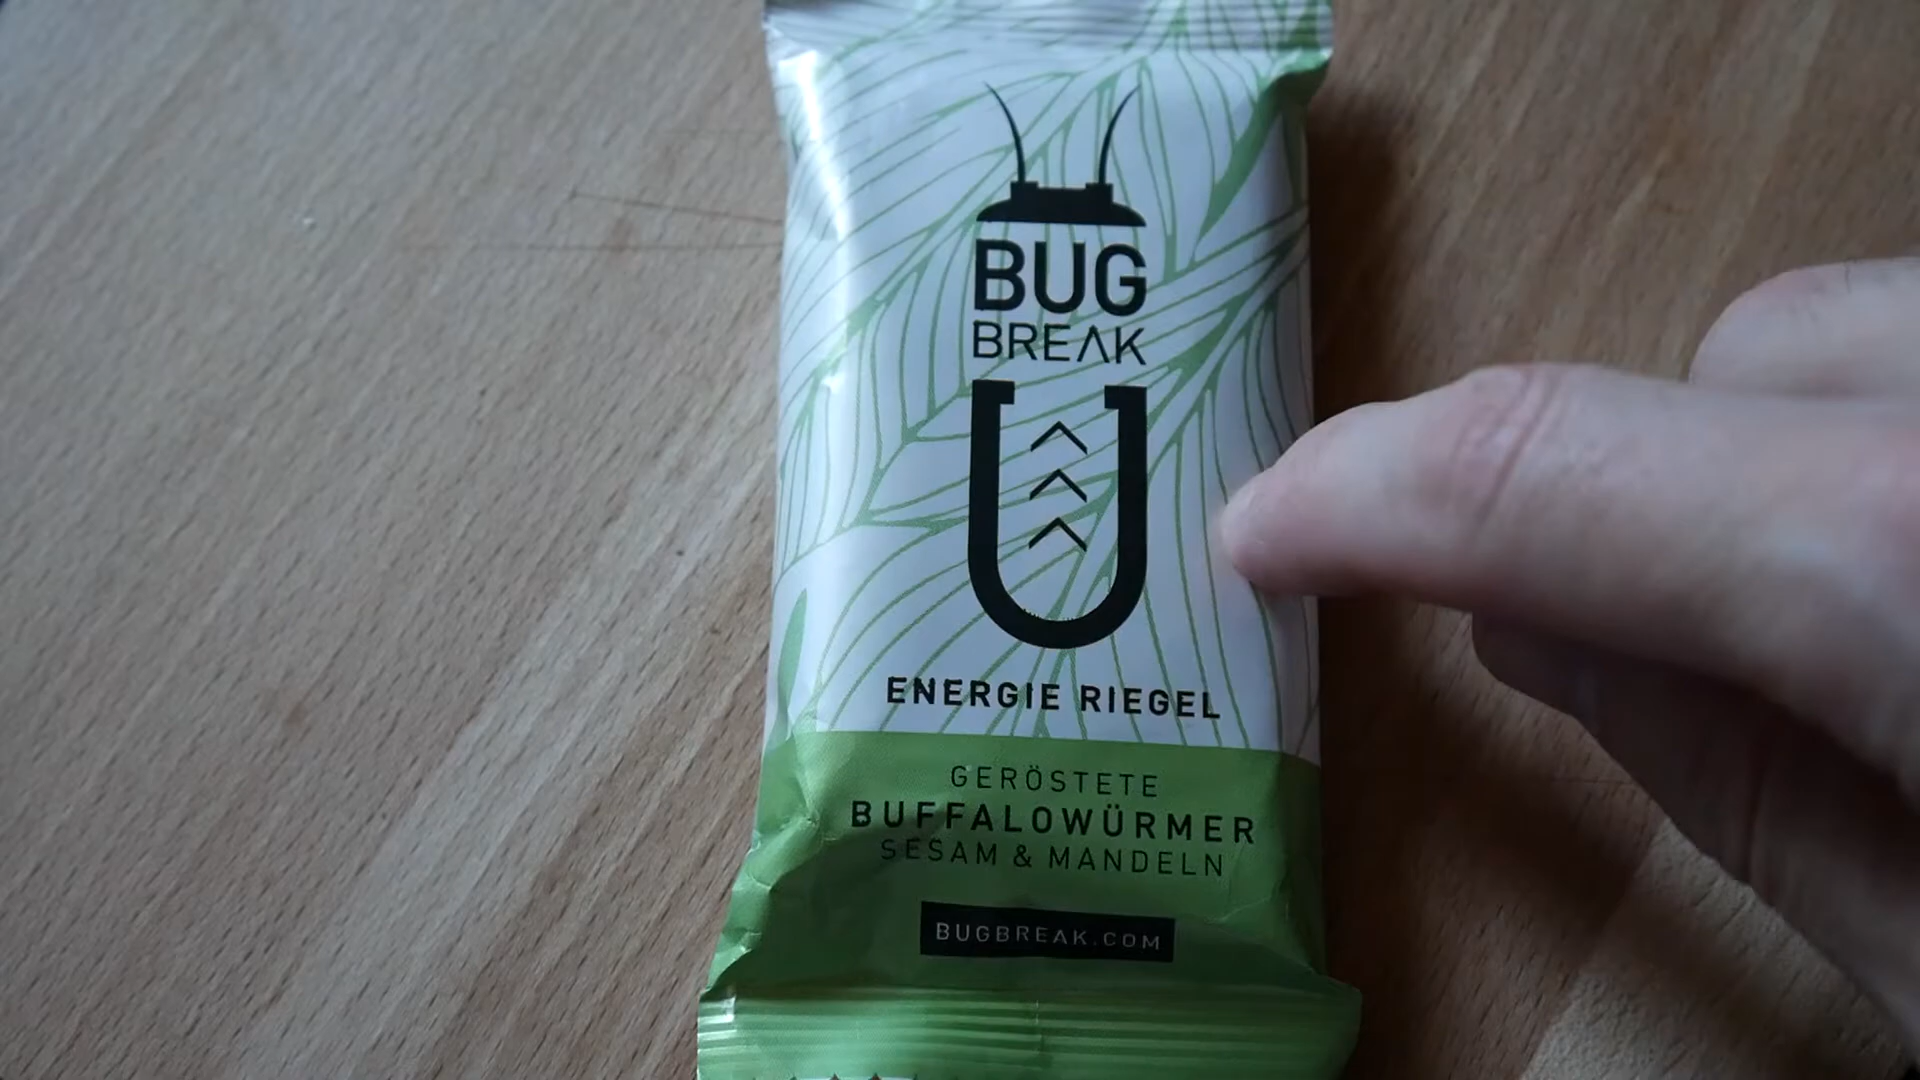 BUG
BREAK
ENERGIE RIEGEL
GERÖSTETE
BUFFALOWÜRMER
SESAM & MANDELN
BUGBREAK.COM